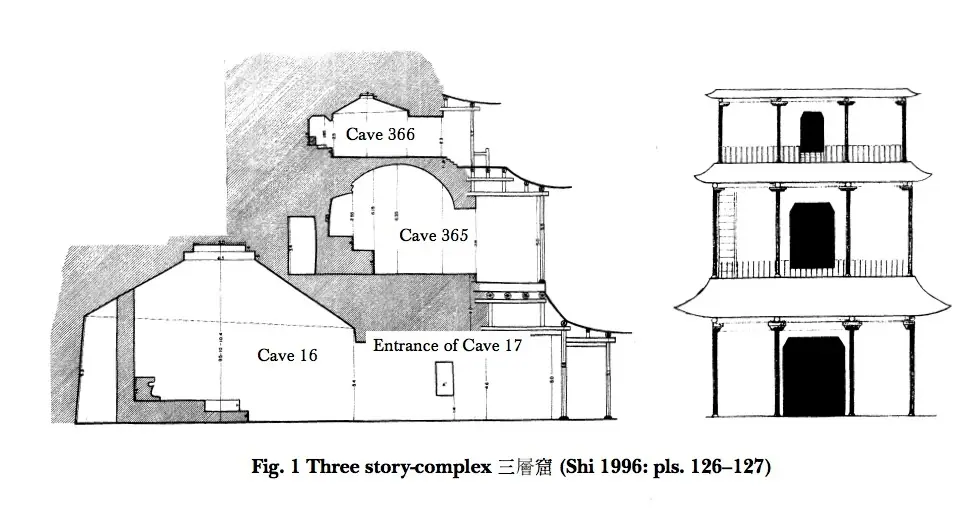 Cave 366
Cave 365
Cave 16
Entrance of Cave 17
Fig. 1 Three story-complex 三層窟 (Shi 1996: pls. 126–127)